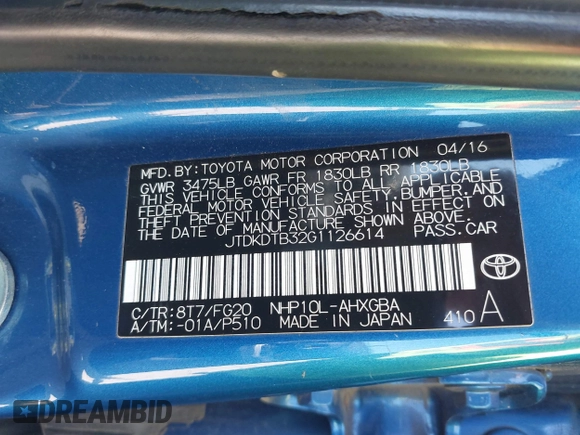 MFD. BY: TOYOTA MOTOR CORPORATION 04/16
GVWR 3475LB GAWR FR 1830LB RR 1830LB
THIS VEHICLE CONFORMS TO ALL APPLICABLE
FEDERAL MOTOR VEHICLE SAFETY, BUMPER, AND
THEFT PREVENTION STANDARDS IN EFFECT ON
THE DATE OF MANUFACTURE SHOWN ABOVE.
JTDKDTB32G1126614 PASS.CAR
C/TR: 8T7/FG20 NHP10L-AHXGBA
A/TM: -01A/P510 MADE IN JAPAN 410 A
DREAMBID